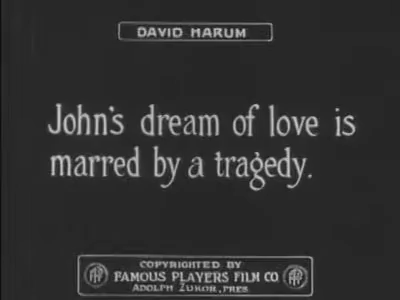 DAVID HARUM
John's dream of love is
marred by a tragedy.
COPYRIGHTED BY
FAMOUS PLAYERS FILM CO.
ADOLPH ZUKOR, PRES.